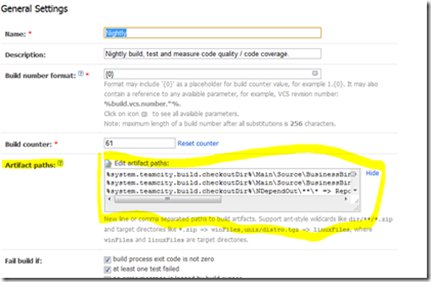 General Settings
Name: *
Nightly
Description:
Nightly build, test and measure code quality / code coverage.
Build number format: *
{0}
Format may include '{0}' as a placeholder for build counter value, for example 1.{0}. It may also
contain a reference to any available parameter, for example, VCS revision number:
%build.vcs.number.*%.
Click on icon to see all available parameters.
Note: maximum length of a build number after all substitutions is 256 characters.
Build counter: *
61
Reset counter
Artifact paths:
Edit artifact paths:
Hide
%system.teamcity.build.checkoutDir%\Main\Source\BusinessBir
%system.teamcity.build.checkoutDir%\Main\Source\BusinessBir
%system.teamcity.build.checkoutDir%\NDependOut\**\* => Repo
New line or comma separated paths to build artifacts. Support ant-style wildcards like dir/**/*.zip
and target directories like *.zip => winFiles,unix/distro.tgz => linuxFiles, where
winFiles and linuxFiles are target directories.
Fail build if:
build process exit code is not zero
at least one test failed